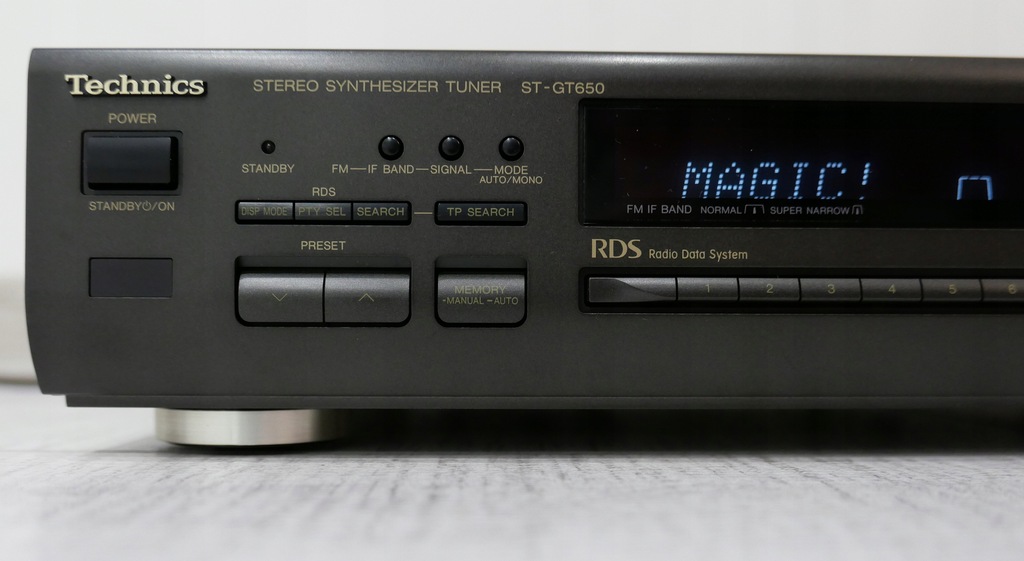 Technics
STEREO SYNTHESIZER TUNER ST-GT650
POWER
STANDBY⏻/ON
STANDBY
FM—IF BAND—SIGNAL—MODE
AUTO/MONO
RDS
DISP MODE PTY SEL SEARCH — TP SEARCH
PRESET
MEMORY
-MANUAL -AUTO
MAGIC!
FM IF BAND NORMAL SUPER NARROW
RDS Radio Data System
1 2 3 4 5 6